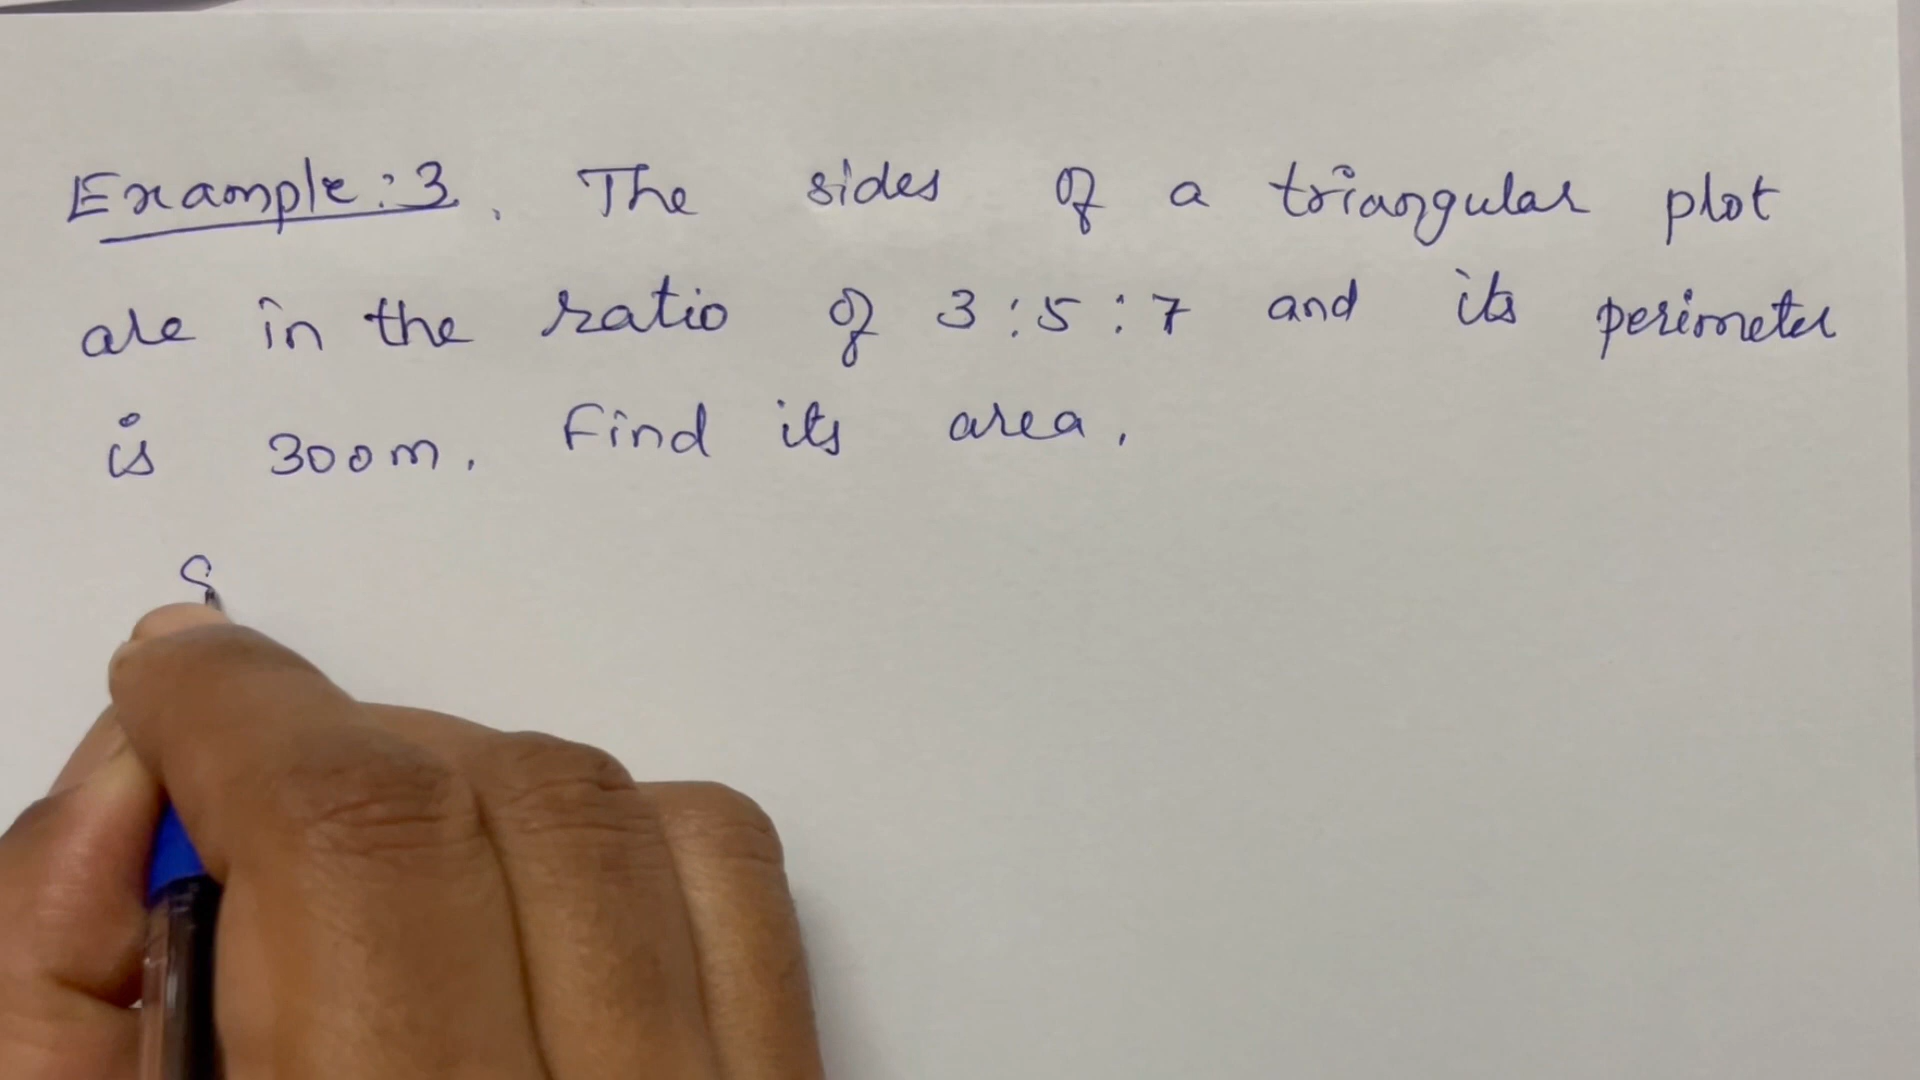 Example:3. The sides of a triangular plot
are in the ratio of 3:5:7 and its perimeter
is 300m. Find its area.
S